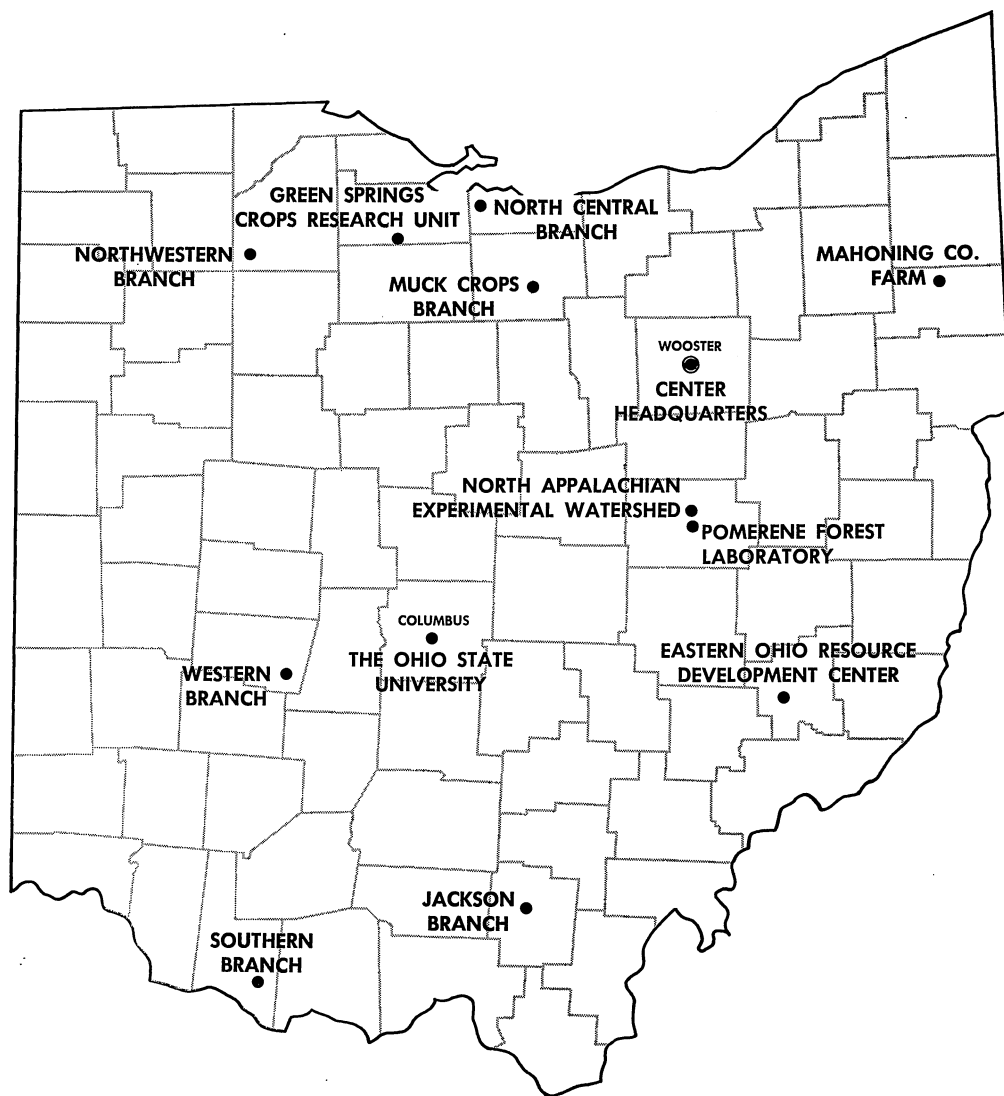 GREEN SPRINGS
CROPS RESEARCH UNIT
NORTH CENTRAL
BRANCH
NORTHWESTERN
BRANCH
MUCK CROPS
BRANCH
MAHONING CO.
FARM
WOOSTER
CENTER
HEADQUARTERS
NORTH APPALACHIAN
EXPERIMENTAL WATERSHED
POMERENE FOREST
LABORATORY
COLUMBUS
THE OHIO STATE
UNIVERSITY
EASTERN OHIO RESOURCE
DEVELOPMENT CENTER
WESTERN
BRANCH
JACKSON
BRANCH
SOUTHERN
BRANCH